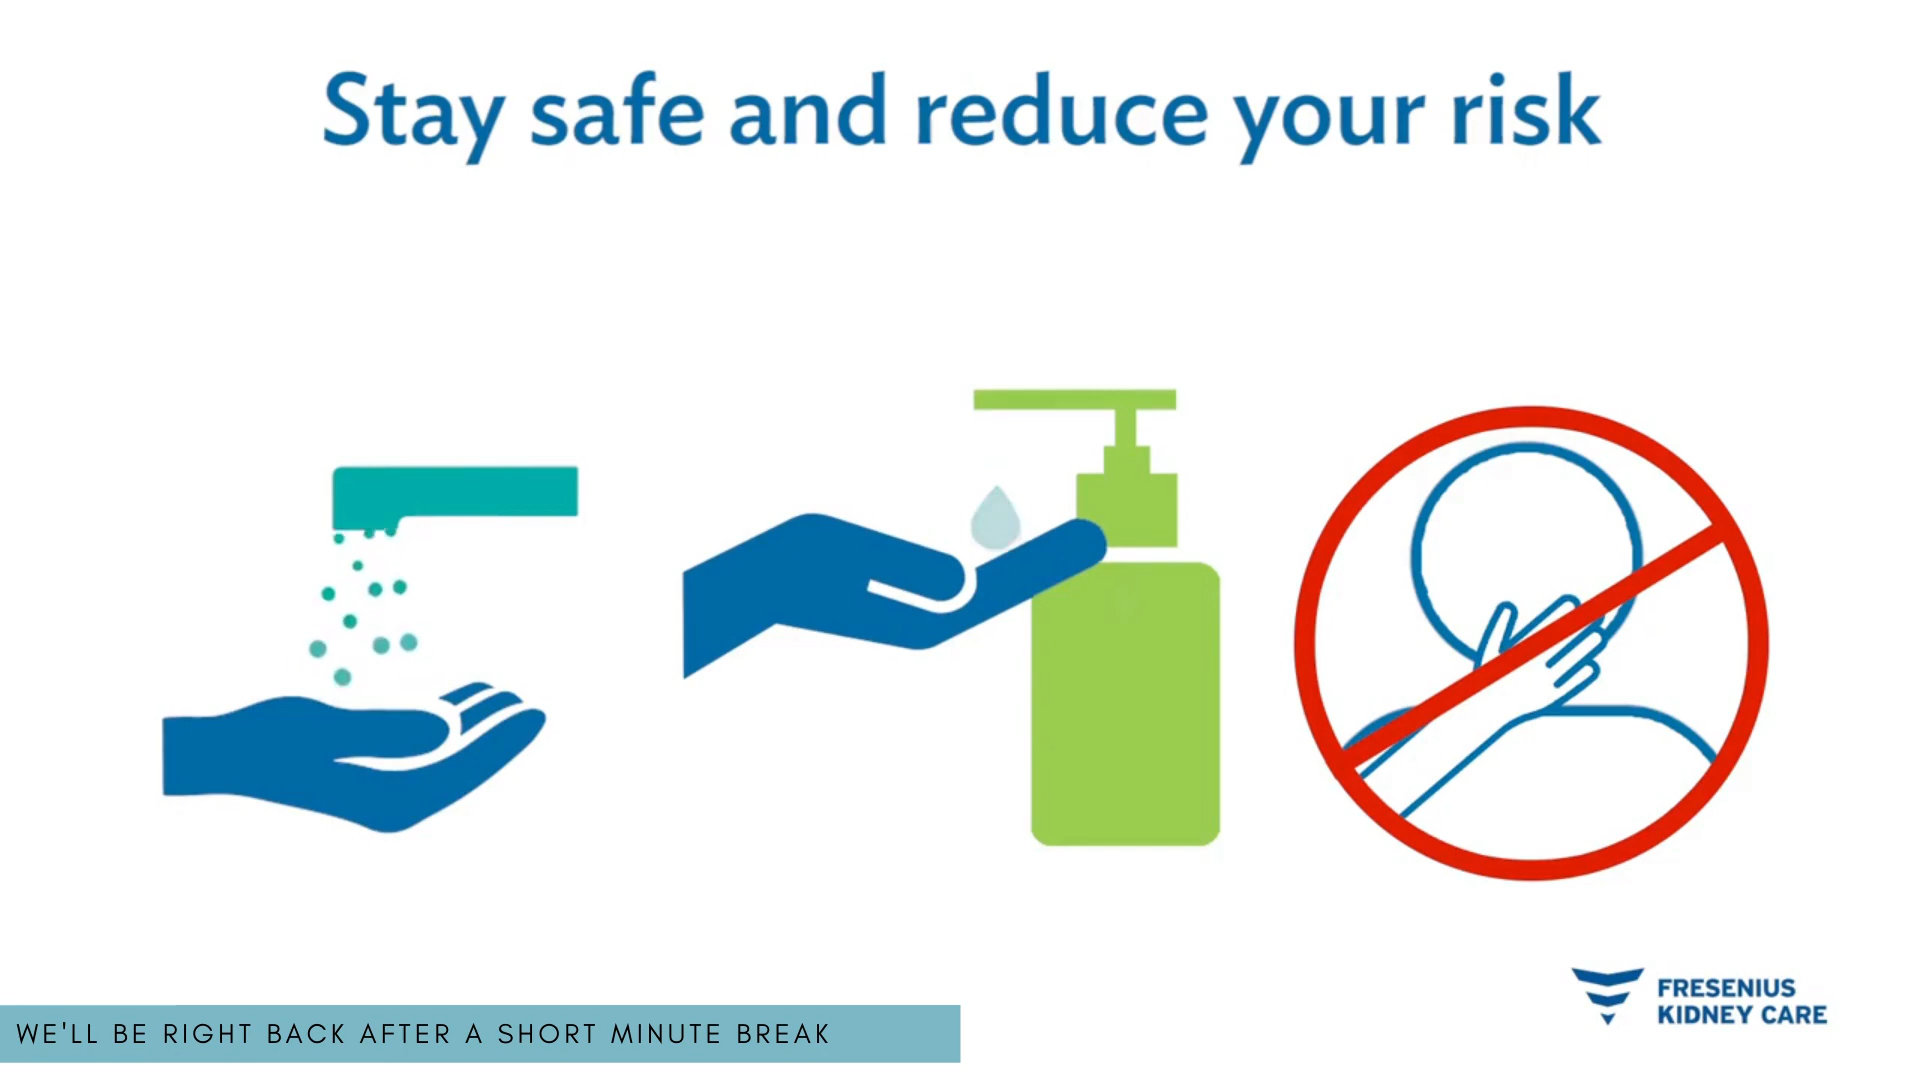 Stay safe and reduce your risk
FRESENIUS
KIDNEY CARE
WE'LL BE RIGHT BACK AFTER A SHORT MINUTE BREAK